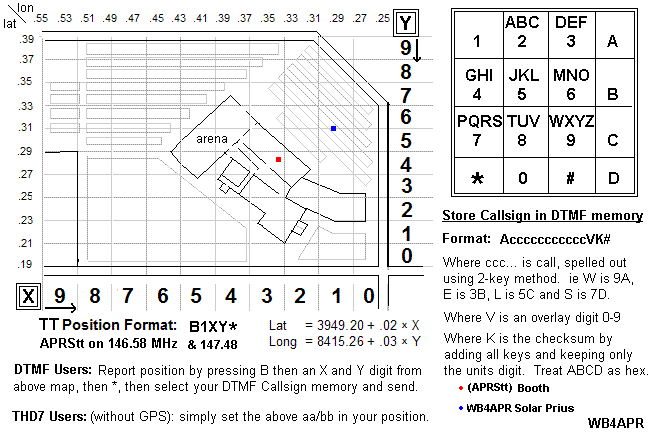 lon
.55 .53 .51 .49 .47 .45 .43 .41 .39 .37 .35 .33 .31 .29 .27 .25
lat
.39
.37
.35
.33
.31
.29
.27
.25
.23
.21
.19
arena
Y
9
8
7
6
5
4
3
2
1
0
X 9 8 7 6 5 4 3 2 1 0
TT Position Format: B1XY*
APRStt on 146.58 MHz & 147.48
Lat = 3949.20 + .02 × X
Long = 8415.26 + .03 × Y
DTMF Users: Report position by pressing B then an X and Y digit from
above map, then *, then select your DTMF Callsign memory and send.
THD7 Users: (without GPS): simply set the above aa/bb in your position.
ABC DEF
1 2 3 A
GHI JKL MNO
4 5 6 B
PQRS TUV WXYZ
7 8 9 C
* 0 # D
Store Callsign in DTMF memory
Format: AcccccccccccVK#
Where ccc... is call, spelled out
using 2-key method. ie W is 9A,
E is 3B, L is 5C and S is 7D.
Where V is an overlay digit 0-9
Where K is the checksum by
adding all keys and keeping only
the units digit. Treat ABCD as hex.
(APRStt) Booth
WB4APR Solar Prius
WB4APR